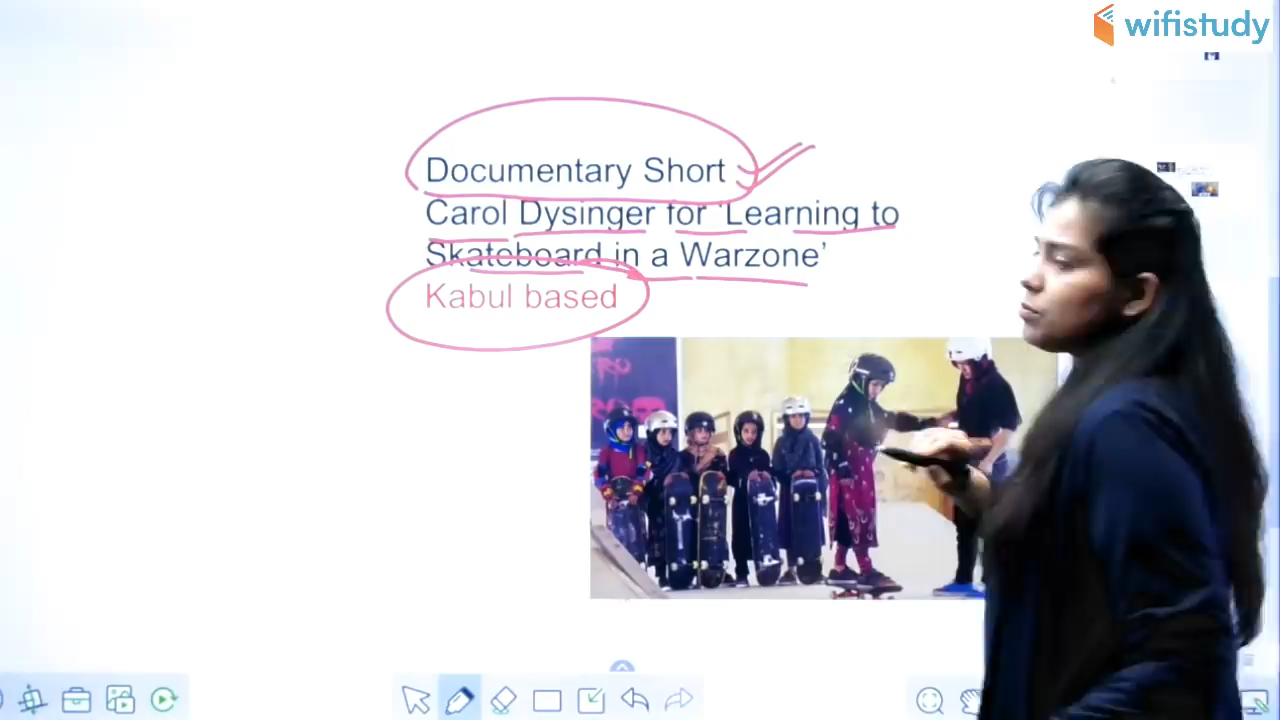 wifistudy
Documentary Short
Carol Dysinger for 'Learning to
Skateboard in a Warzone'
Kabul based